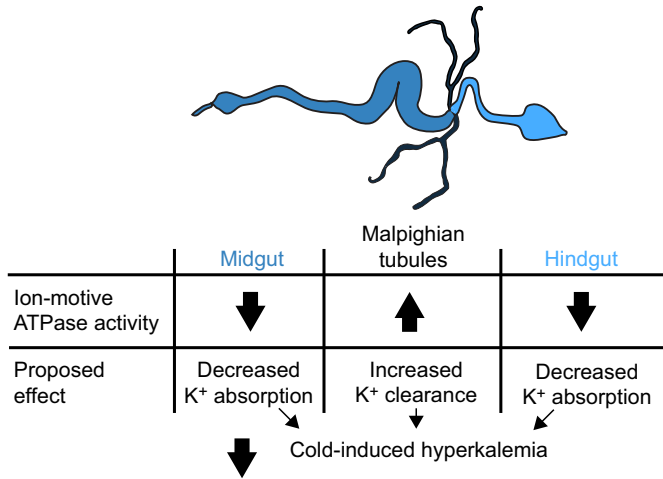 Midgut
Malpighian
tubules
Hindgut
Ion-motive
ATPase activity
Proposed
effect
Decreased
K⁺ absorption
Increased
K⁺ clearance
Decreased
K⁺ absorption
Cold-induced hyperkalemia